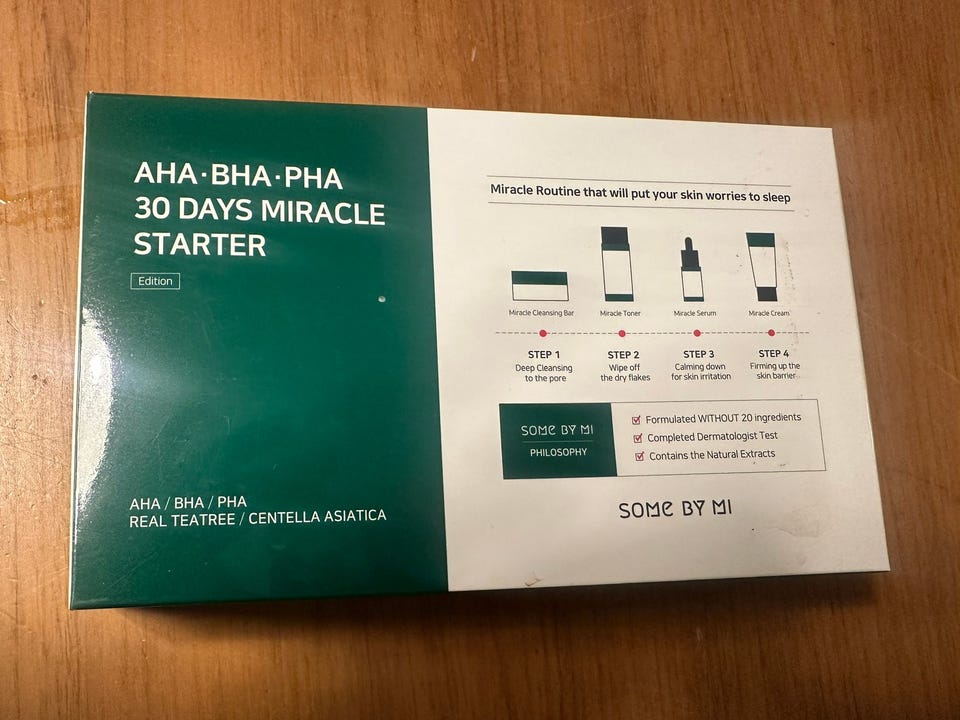 AHA·BHA·PHA
30 DAYS MIRACLE
STARTER
Edition
AHA / BHA / PHA
REAL TEATREE / CENTELLA ASIATICA
Miracle Routine that will put your skin worries to sleep
Miracle Cleansing Bar
Miracle Toner
Miracle Serum
Miracle Cream
STEP 1
Deep Cleansing
to the pore
STEP 2
Wipe off
the dry flakes
STEP 3
Calming down
for skin irritation
STEP 4
Firming up the
skin barrier
SOME BY MI
PHILOSOPHY
Formulated WITHOUT 20 ingredients
Completed Dermatologist Test
Contains the Natural Extracts
SOME BY MI